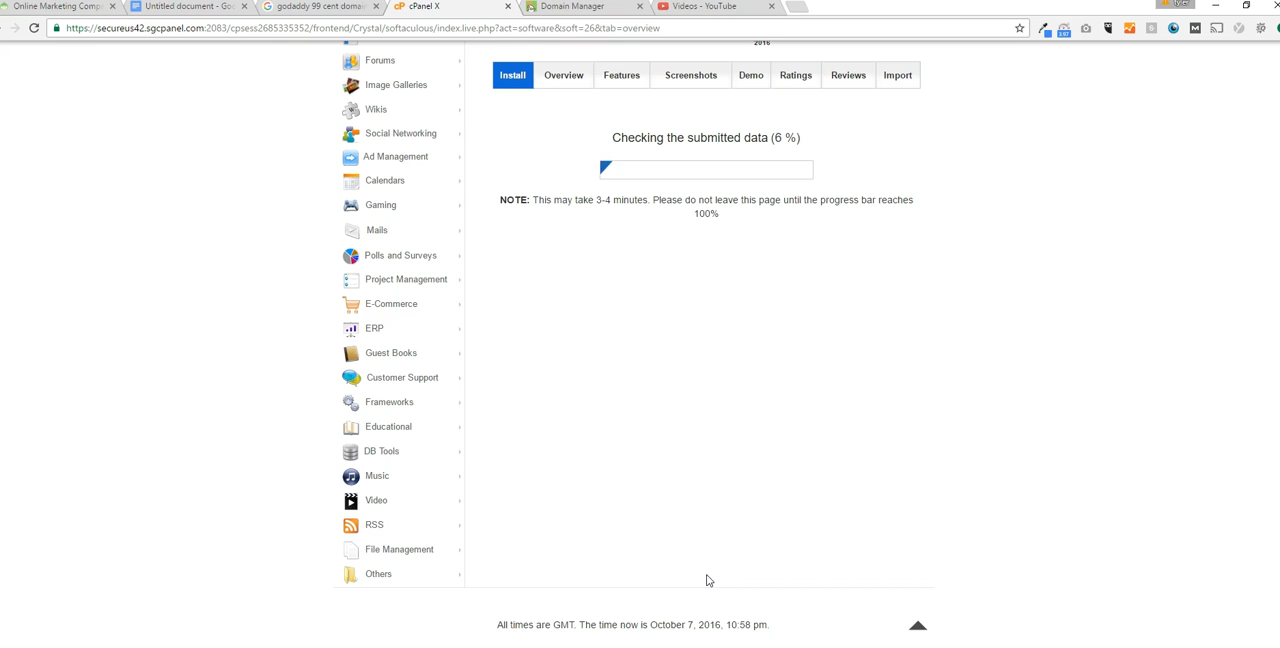 Online Marketing Compa
Untitled document - Goo
godaddy 99 cent domain
cPanel X
Domain Manager
Videos - YouTube
Tyler
https://secureus42.sgcpanel.com:2083/cpsess2685335352/frontend/Crystal/softaculous/index.live.php?act=software&soft=26&tab=overview
2016
Forums
Image Galleries
Wikis
Social Networking
Ad Management
Calendars
Gaming
Mails
Polls and Surveys
Project Management
E-Commerce
ERP
Guest Books
Customer Support
Frameworks
Educational
DB Tools
Music
Video
RSS
File Management
Others
Install Overview Features Screenshots Demo Ratings Reviews Import
Checking the submitted data (6 %)
NOTE: This may take 3-4 minutes. Please do not leave this page until the progress bar reaches
100%
All times are GMT. The time now is October 7, 2016, 10:58 pm.